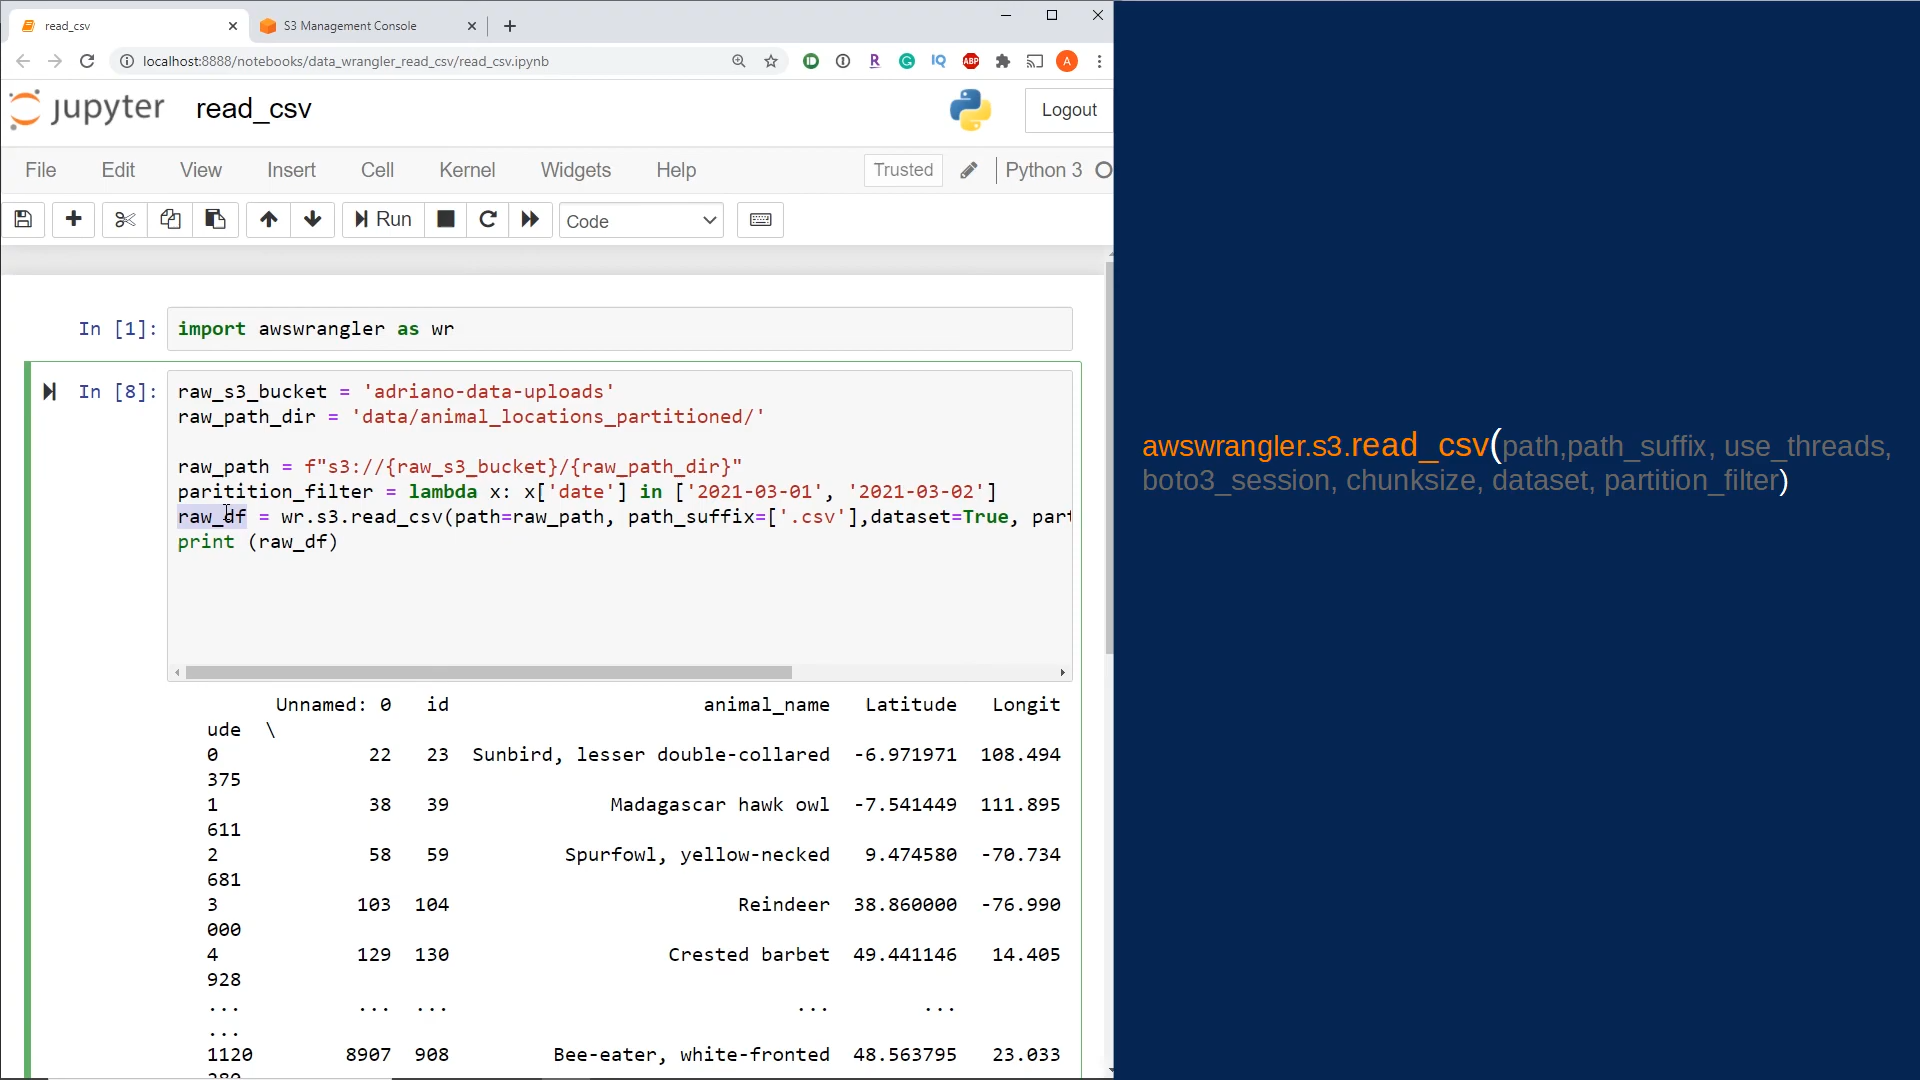 read_csv
S3 Management Console
localhost:8888/notebooks/data_wrangler_read_csv/read_csv.ipynb
R
IQ
ABP
A
jupyter
read_csv
Logout
File Edit View Insert Cell Kernel Widgets Help
Trusted
Python 3
Run
Code
In [1]: import awswrangler as wr
In [8]: raw_s3_bucket = 'adriano-data-uploads'
raw_path_dir = 'data/animal_locations_partitioned/'
raw_path = f"s3://{raw_s3_bucket}/{raw_path_dir}"
paritition_filter = lambda x: x['date'] in ['2021-03-01', '2021-03-02']
raw_df = wr.s3.read_csv(path=raw_path, path_suffix=['.csv'],dataset=True, part
print (raw_df)
Unnamed: 0 id animal_name Latitude Longit
ude \
0 22 23 Sunbird, lesser double-collared -6.971971 108.494
375
1 38 39 Madagascar hawk owl -7.541449 111.895
611
2 58 59 Spurfowl, yellow-necked 9.474580 -70.734
681
3 103 104 Reindeer 38.860000 -76.990
000
4 129 130 Crested barbet 49.441146 14.405
928
... ... ... ... ...
...
1120 8907 908 Bee-eater, white-fronted 48.563795 23.033
awswrangler.s3.read_csv(path,path_suffix, use_threads,
boto3_session, chunksize, dataset, partition_filter)